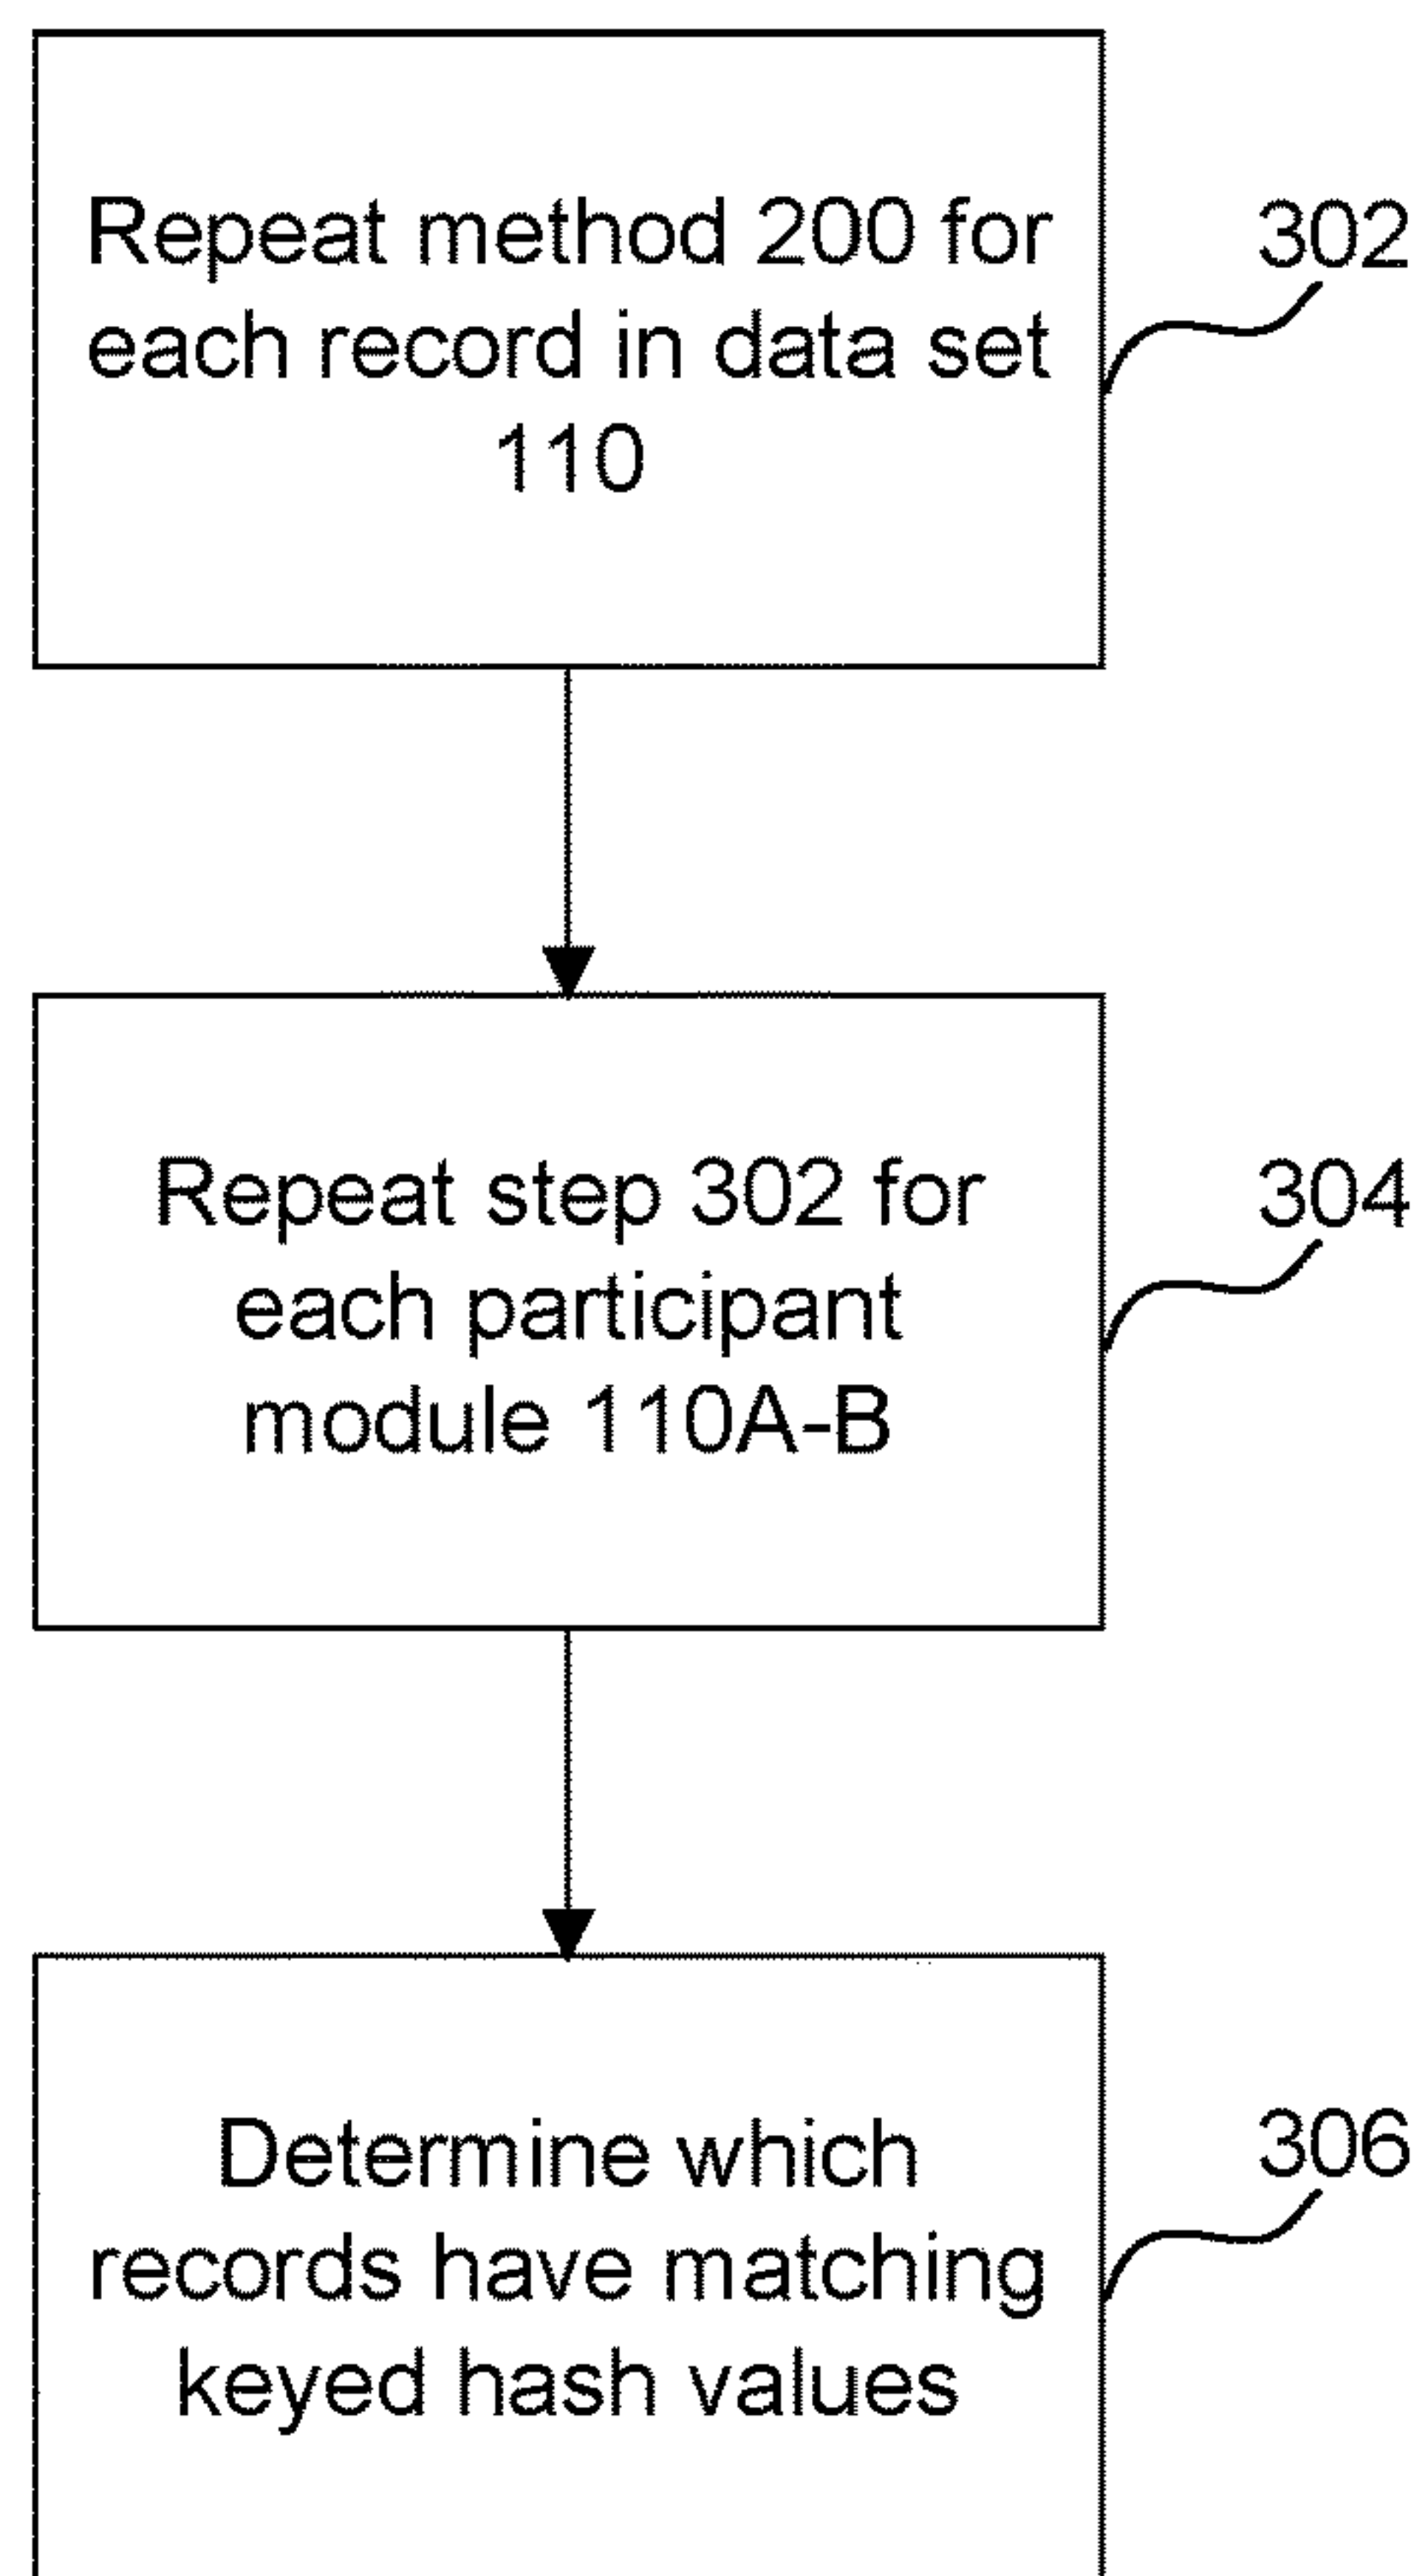 Repeat method 200 for
each record in data set
110
302
Repeat step 302 for
each participant
module 110A-B
304
Determine which
records have matching
keyed hash values
306